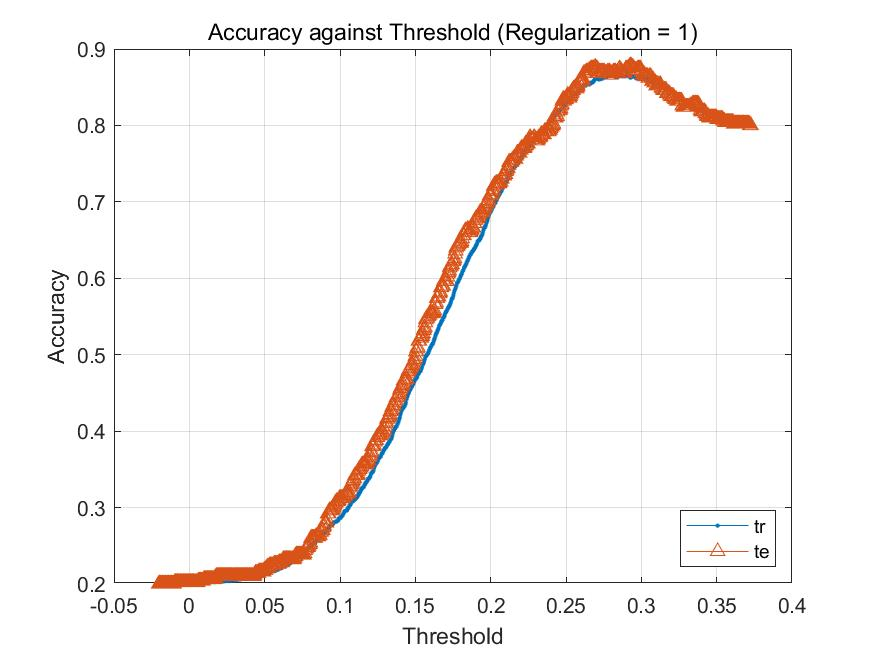 Accuracy against Threshold (Regularization = 1)
0.9
0.8
0.7
0.6
0.5
0.4
0.3
0.2
Accuracy
-0.05 0 0.05 0.1 0.15 0.2 0.25 0.3 0.35 0.4
Threshold
tr
te